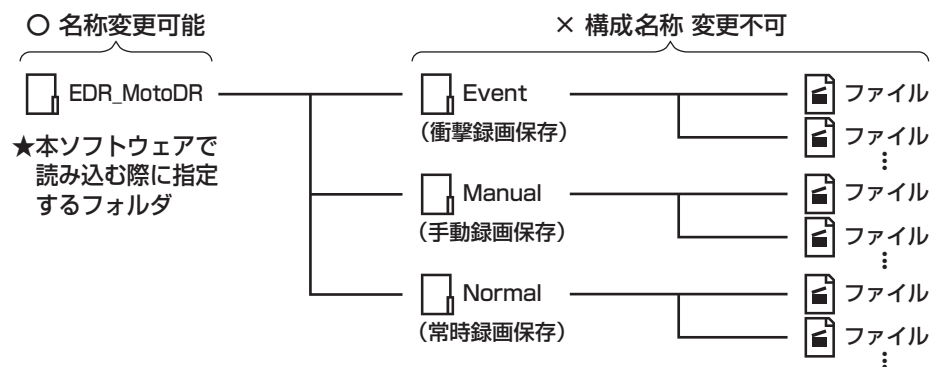 ○ 名称変更可能
× 構成名称 変更不可
EDR_MotoDR
★本ソフトウェアで
読み込む際に指定
するフォルダ
Event
(衝撃録画保存)
ファイル
ファイル
Manual
(手動録画保存)
ファイル
ファイル
Normal
(常時録画保存)
ファイル
ファイル